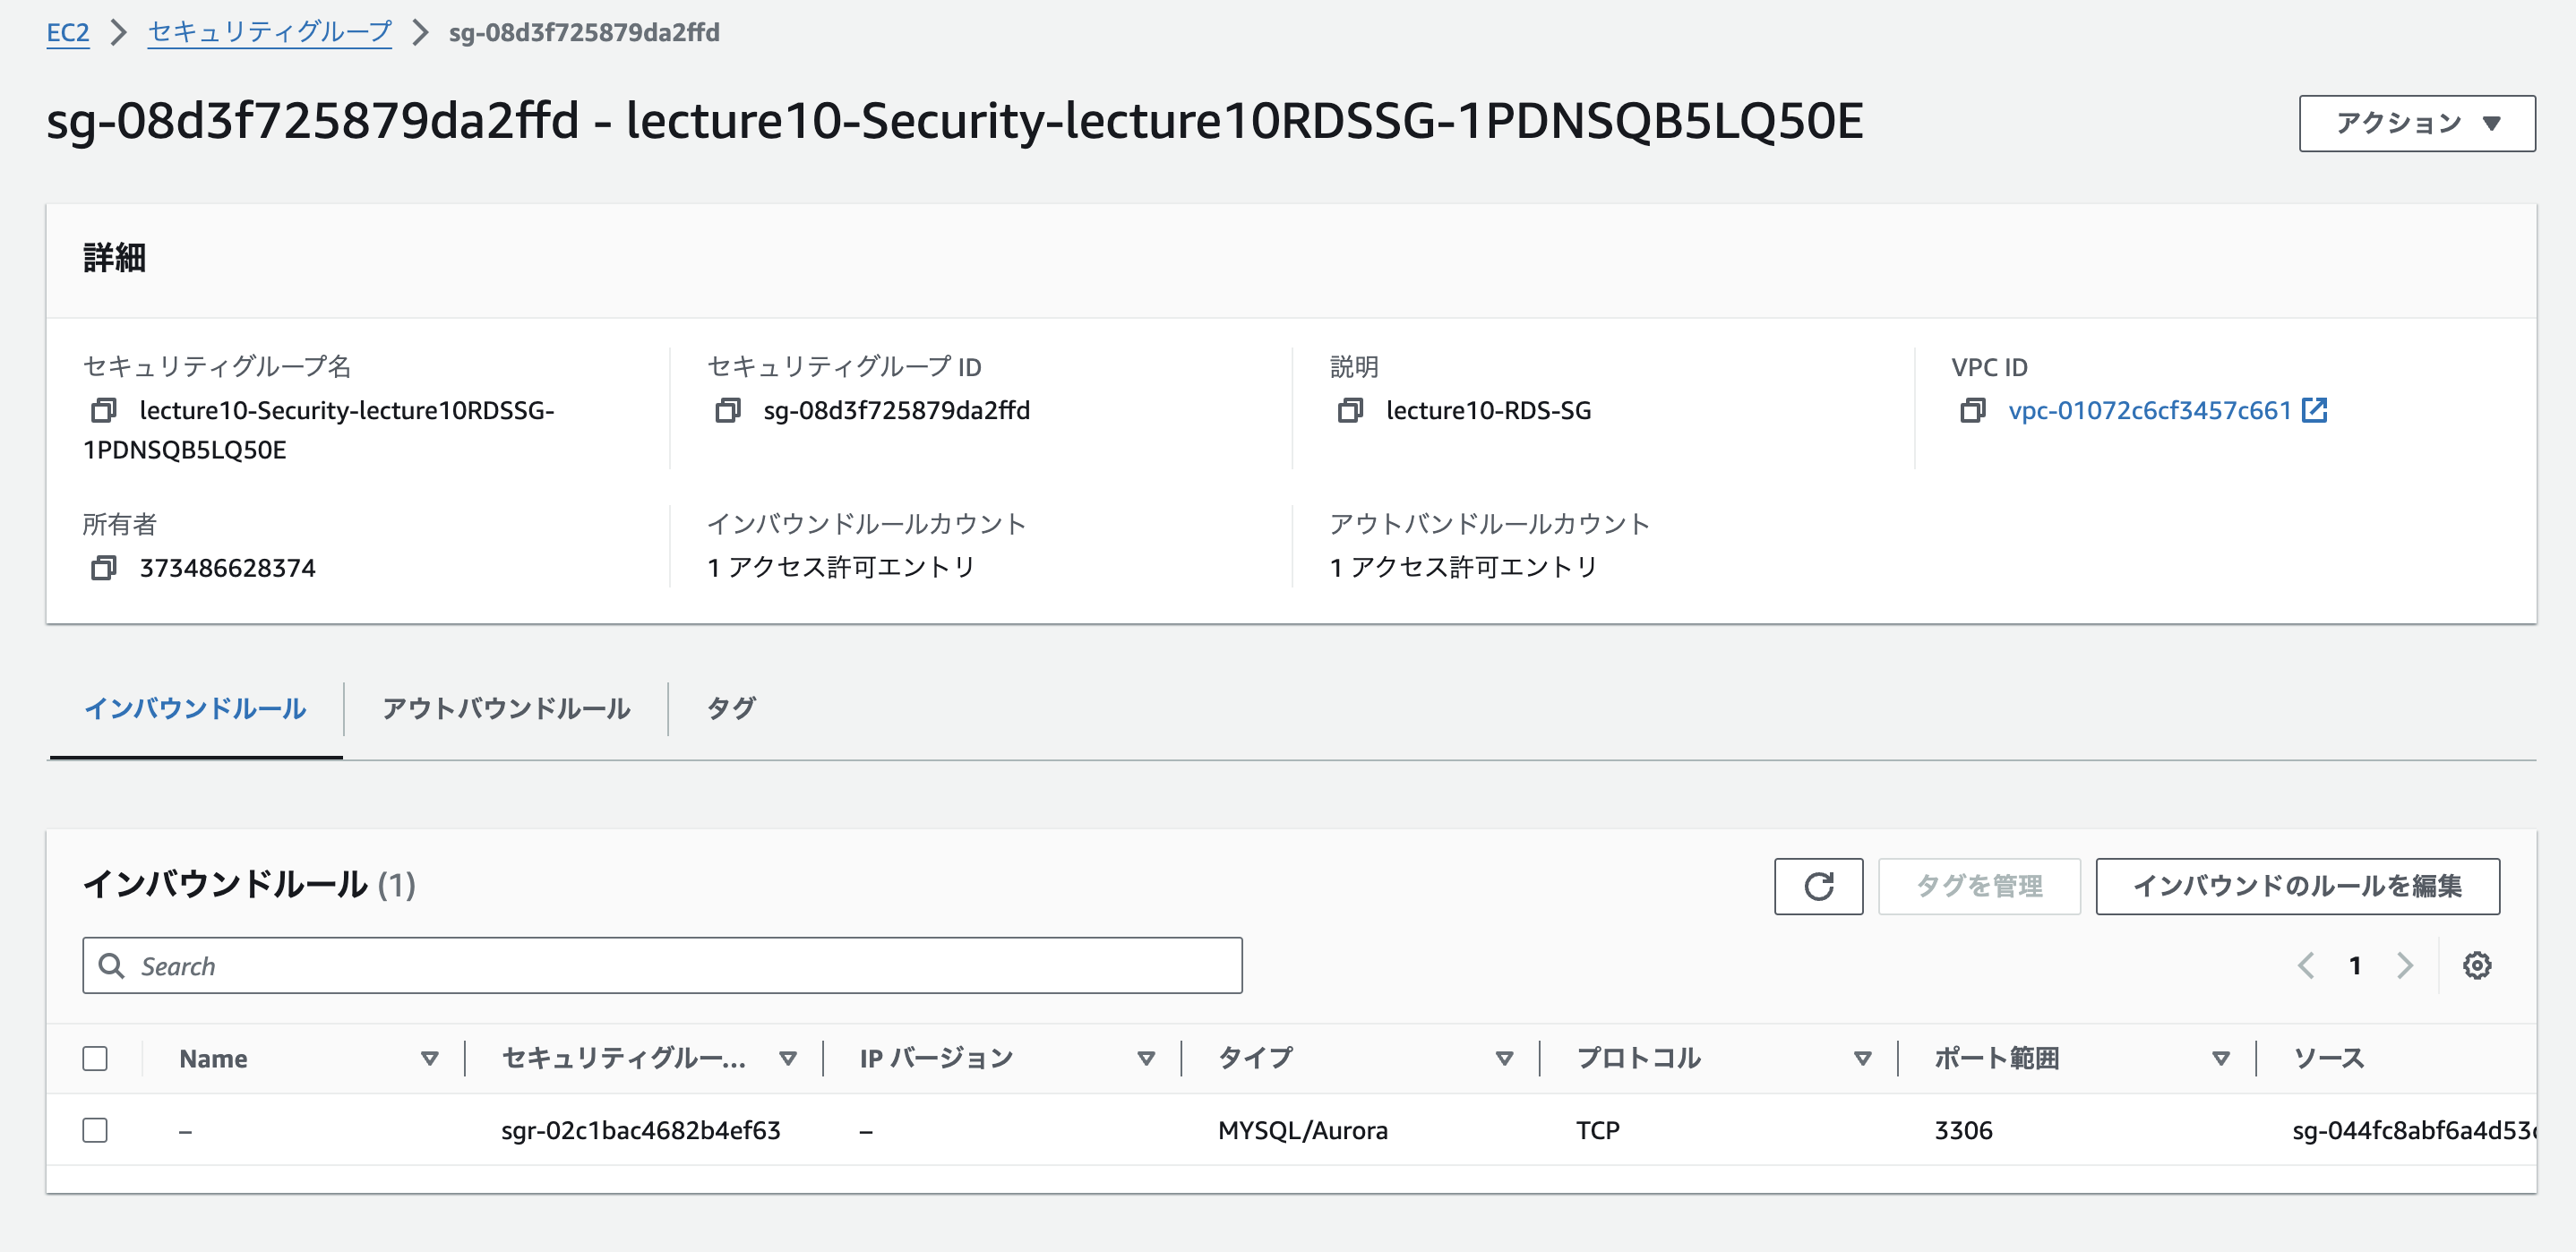 EC2 > セキュリティグループ > sg-08d3f725879da2ffd
sg-08d3f725879da2ffd - lecture10-Security-lecture10RDSSG-1PDNSQB5LQ50E
アクション
詳細
セキュリティグループ名
lecture10-Security-lecture10RDSSG-
1PDNSQB5LQ50E
セキュリティグループ ID
sg-08d3f725879da2ffd
説明
lecture10-RDS-SG
VPC ID
vpc-01072c6cf3457c661
所有者
373486628374
インバウンドルールカウント
1 アクセス許可エントリ
アウトバンドルールカウント
1 アクセス許可エントリ
インバウンドルール
アウトバウンドルール
タグ
インバウンドルール (1)
タグを管理
インバウンドのルールを編集
Search
1
Name セキュリティグルー... IP バージョン タイプ プロトコル ポート範囲 ソース
– sgr-02c1bac4682b4ef63 – MYSQL/Aurora TCP 3306 sg-044fc8abf6a4d53